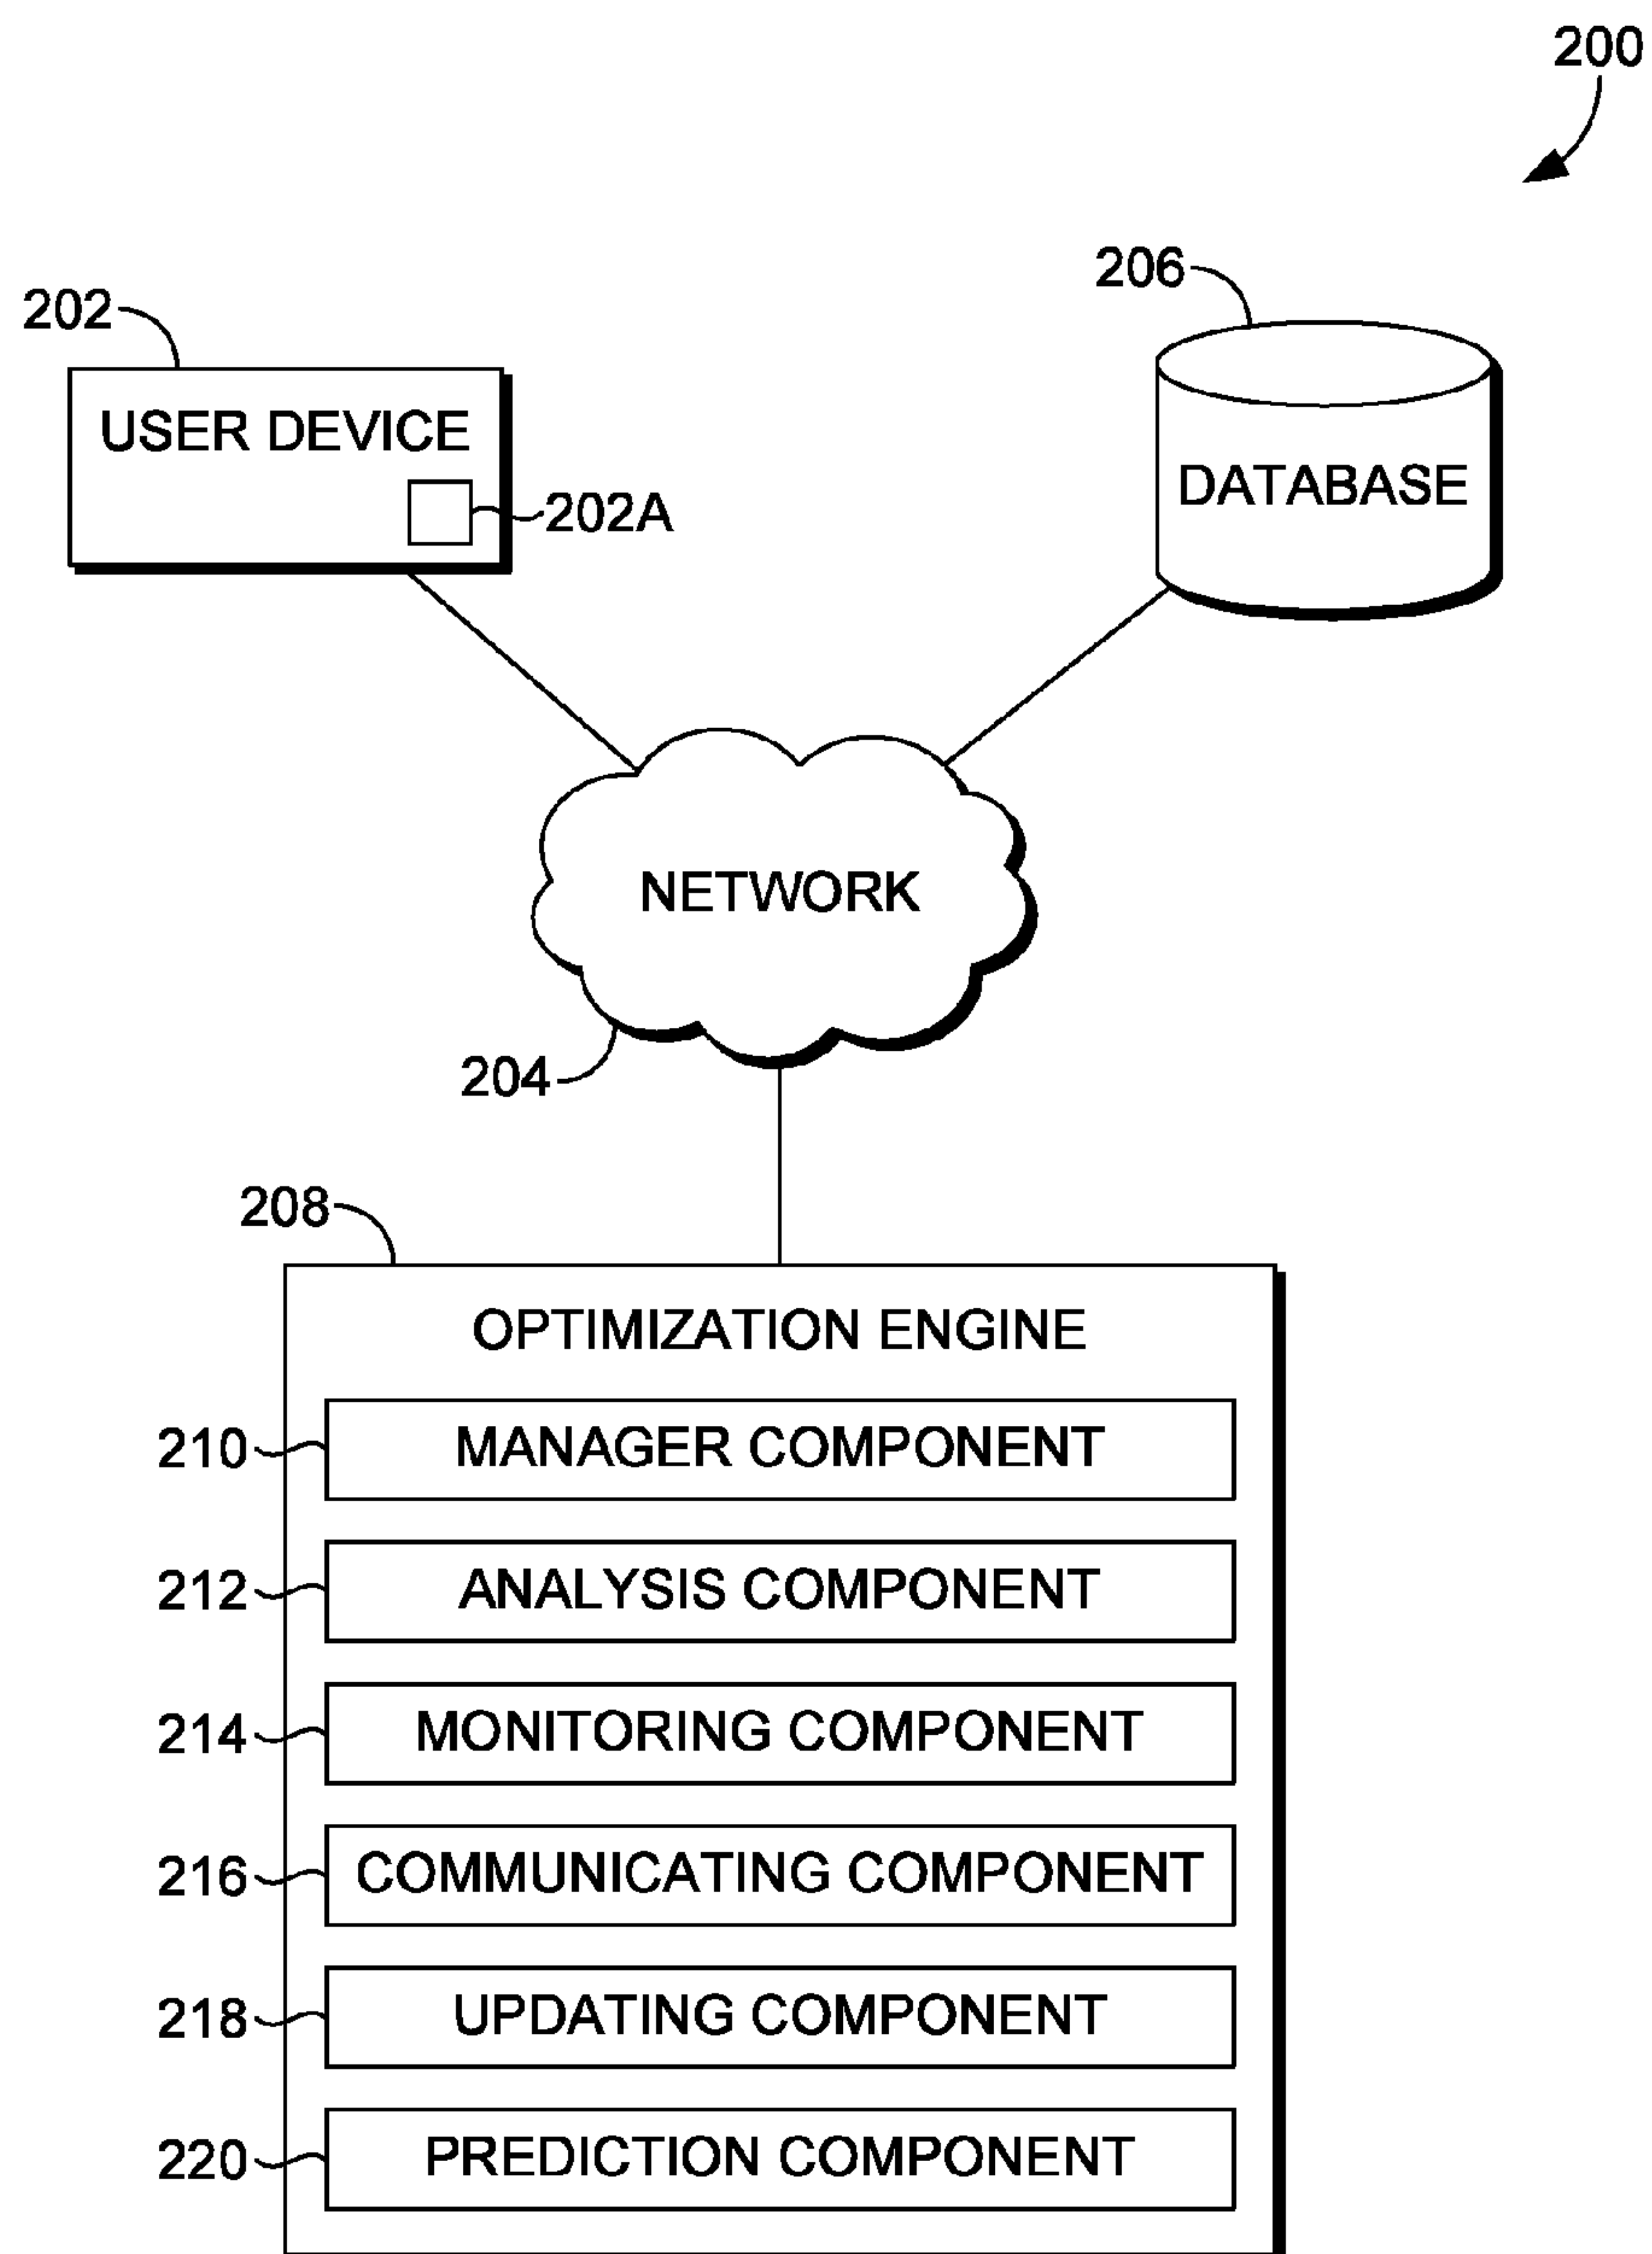 200
206
202
USER DEVICE
202A
DATABASE
NETWORK
204
208
OPTIMIZATION ENGINE
210 MANAGER COMPONENT
212 ANALYSIS COMPONENT
214 MONITORING COMPONENT
216 COMMUNICATING COMPONENT
218 UPDATING COMPONENT
220 PREDICTION COMPONENT